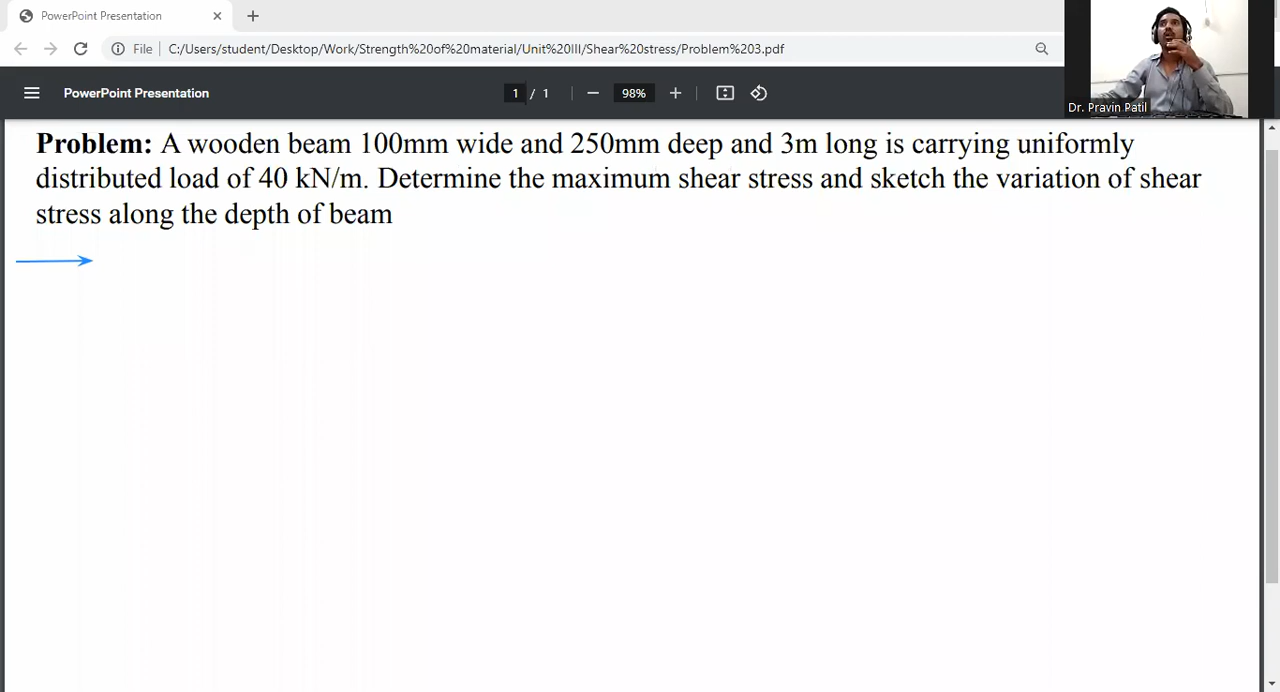 PowerPoint Presentation
File
C:/Users/student/Desktop/Work/Strength%20of%20material/Unit%20III/Shear%20stress/Problem%203.pdf
PowerPoint Presentation
1 / 1
98%
Dr. Pravin Patil
Problem: A wooden beam 100mm wide and 250mm deep and 3m long is carrying uniformly
distributed load of 40 kN/m. Determine the maximum shear stress and sketch the variation of shear
stress along the depth of beam